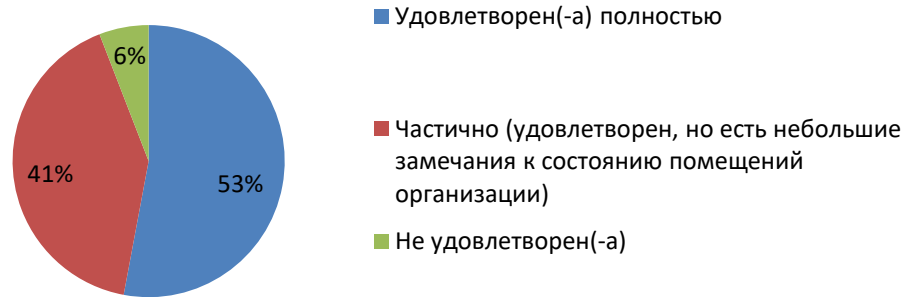 6%
41%
53%
Удовлетворен(-а) полностью
Частично (удовлетворен, но есть небольшие
замечания к состоянию помещений
организации)
Не удовлетворен(-а)